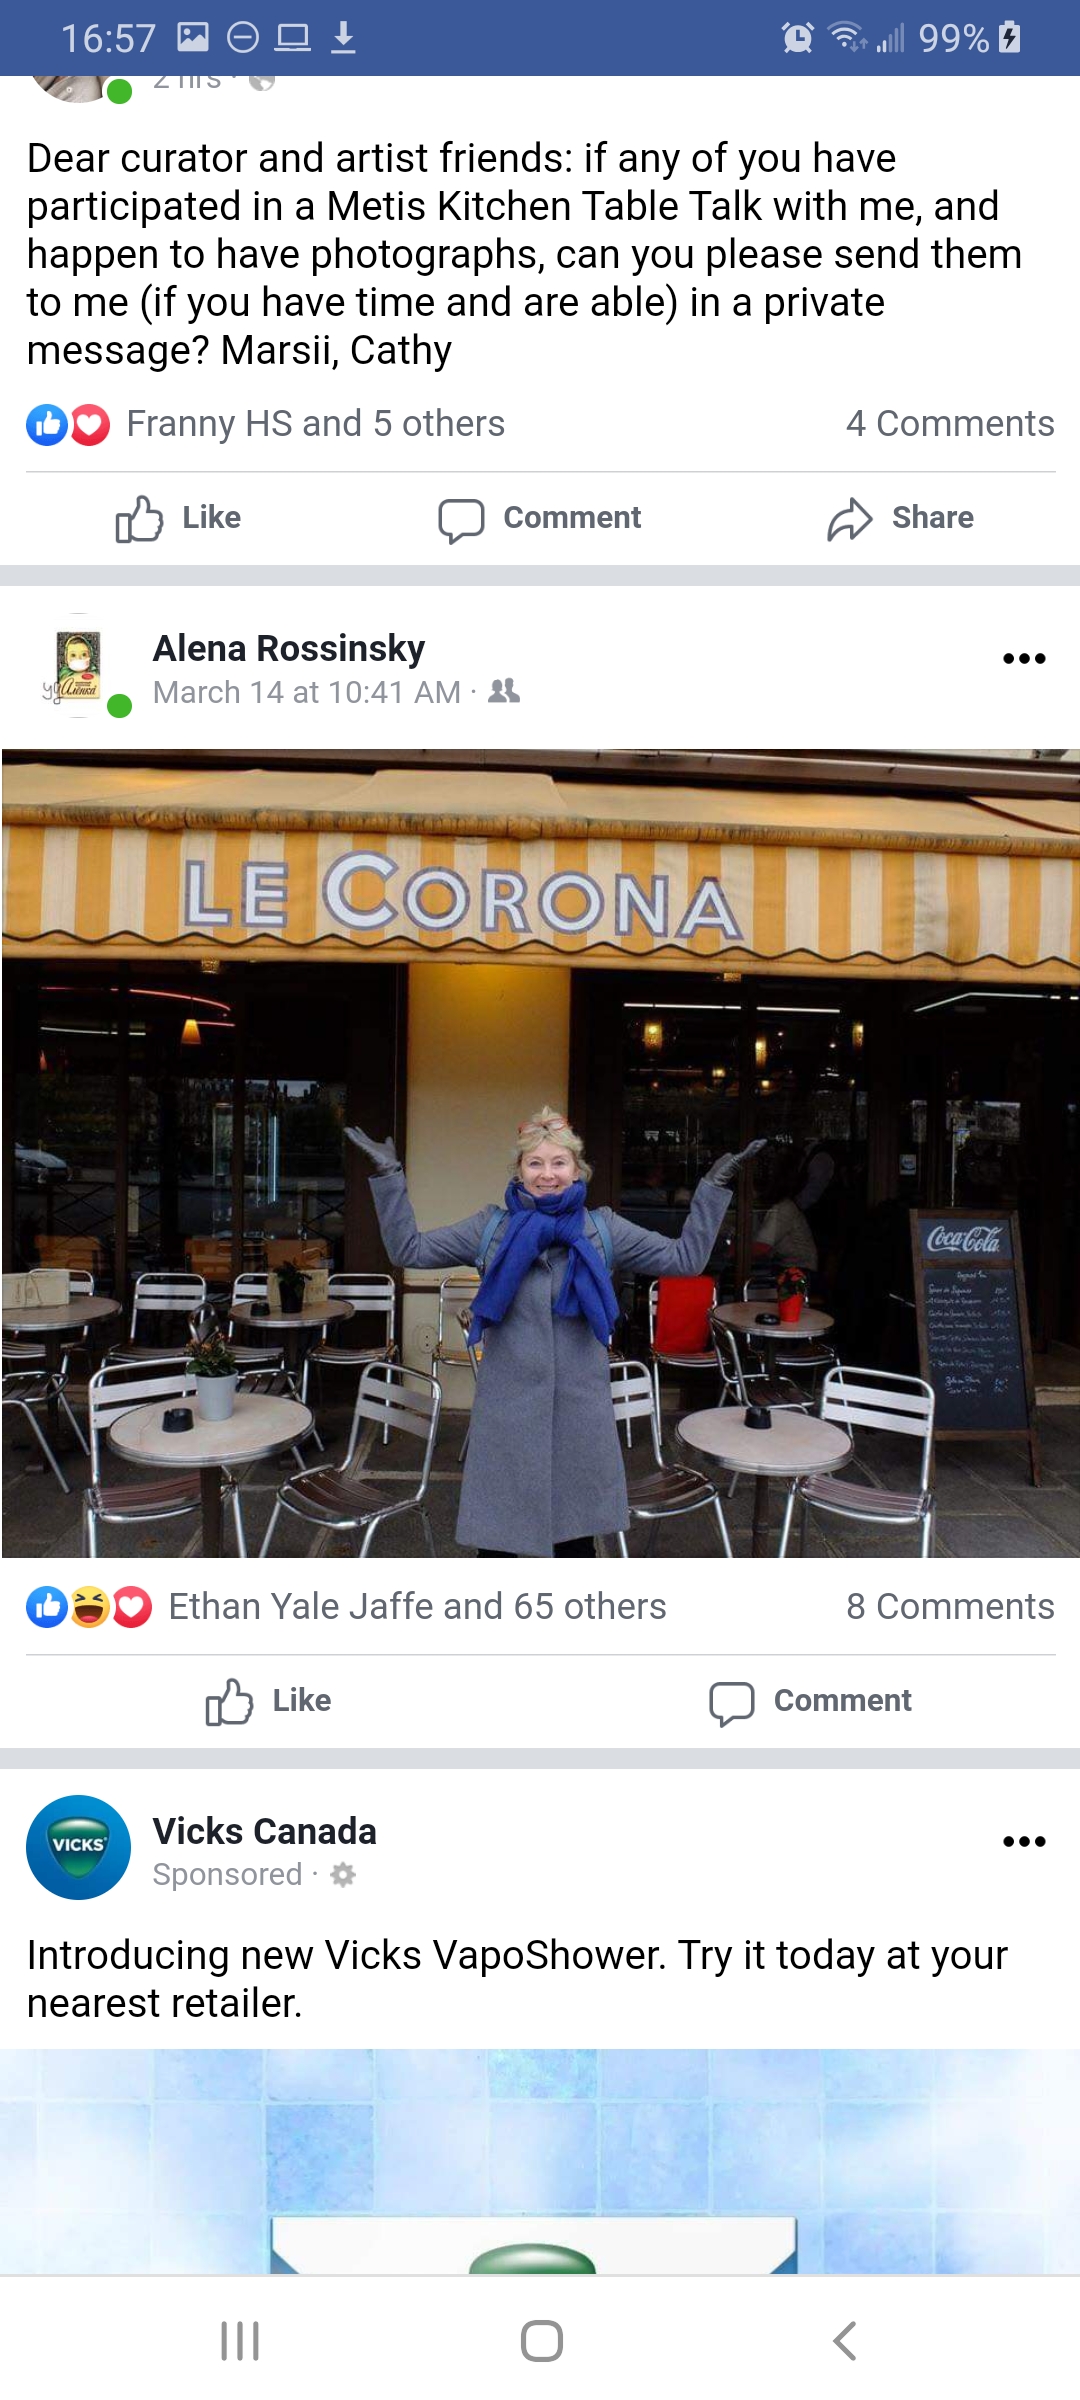 16:57
99%
2 hrs ·
Dear curator and artist friends: if any of you have
participated in a Metis Kitchen Table Talk with me, and
happen to have photographs, can you please send them
to me (if you have time and are able) in a private
message? Marsii, Cathy
Franny HS and 5 others
4 Comments
Like
Comment
Share
Alena Rossinsky
March 14 at 10:41 AM ·
LE CORONA
Coca-Cola
Ethan Yale Jaffe and 65 others
8 Comments
Like
Comment
VICKS
Vicks Canada
Sponsored ·
Introducing new Vicks VapoShower. Try it today at your
nearest retailer.